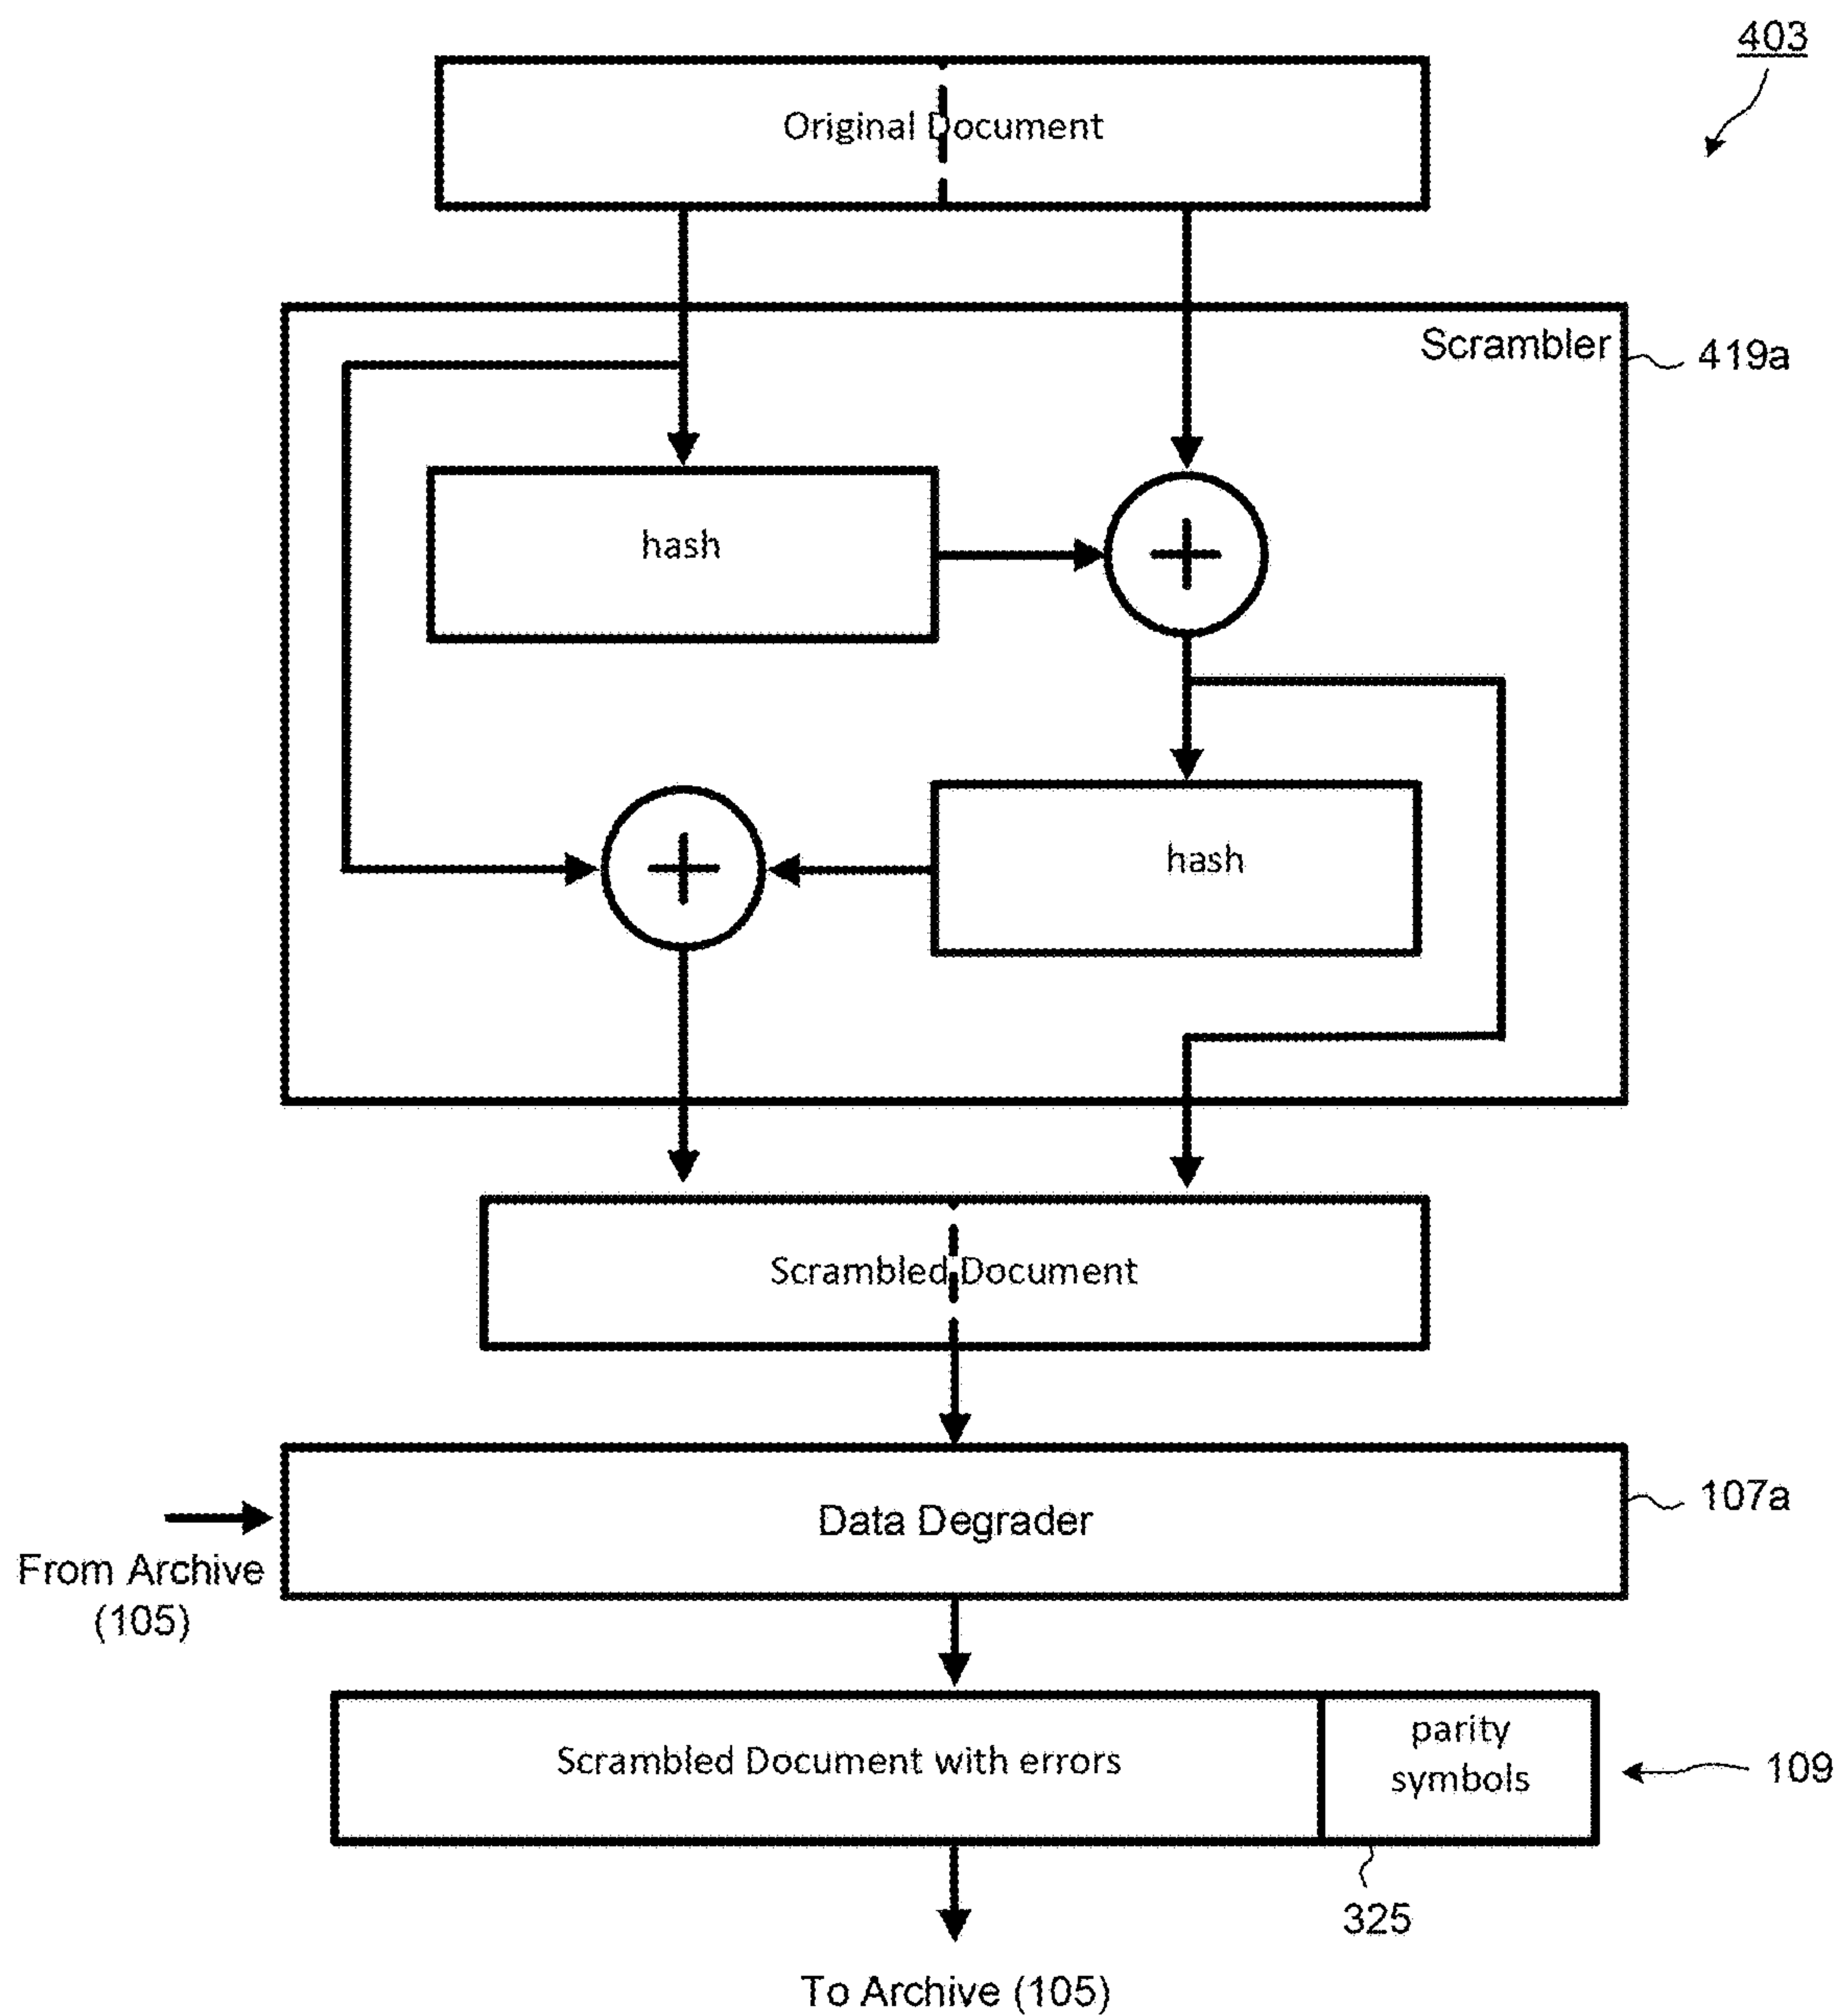 403
Original Document
Scrambler
419a
hash
+
+
hash
Scrambled Document
107a
Data Degrader
From Archive
(105)
parity
Scrambled Document with errors
symbols
109
325
To Archive (105)